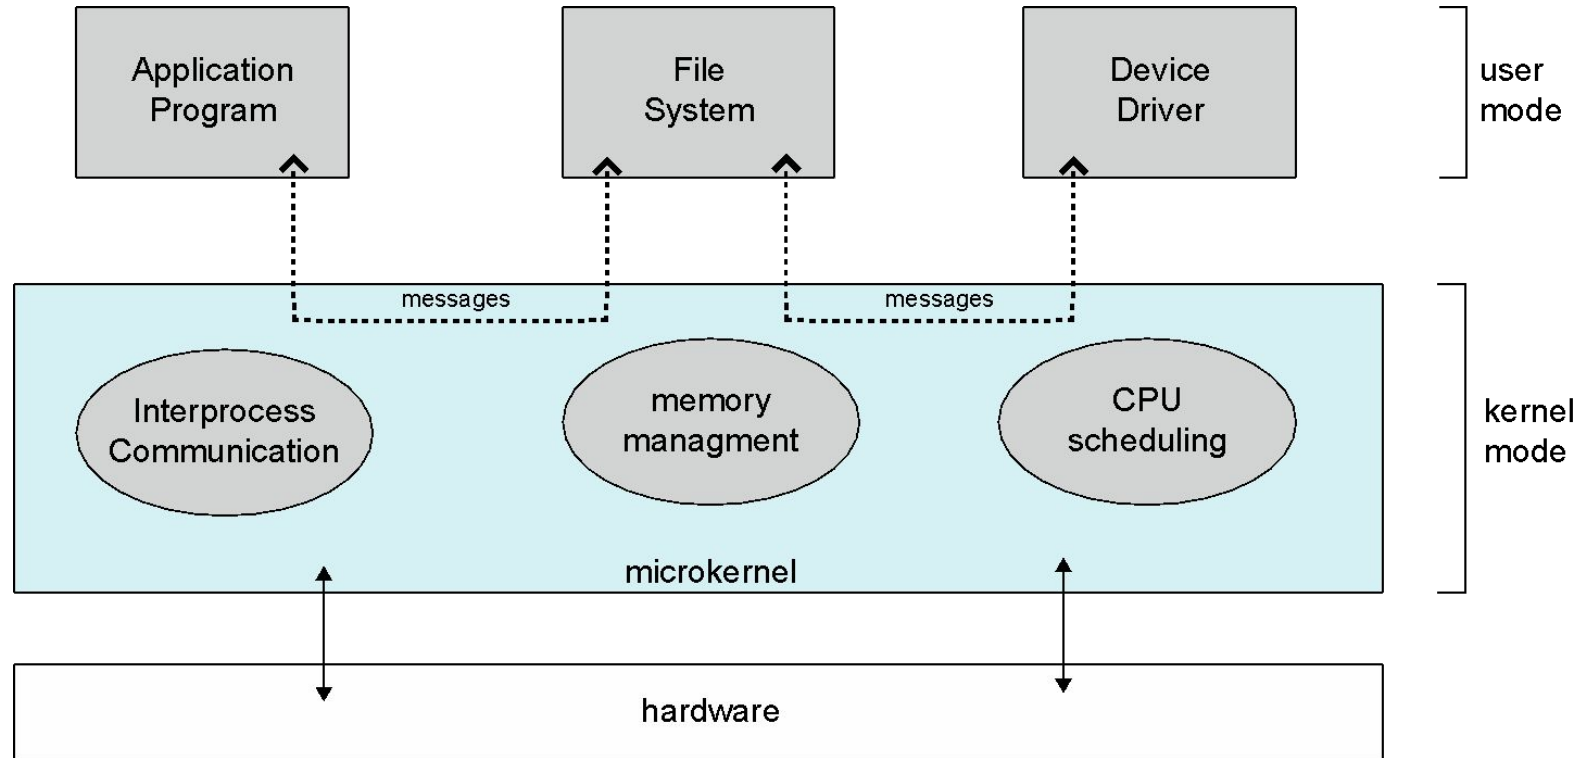 Application
Program
File
System
Device
Driver
user
mode
messages
messages
Interprocess
Communication
memory
managment
CPU
scheduling
kernel
mode
microkernel
hardware